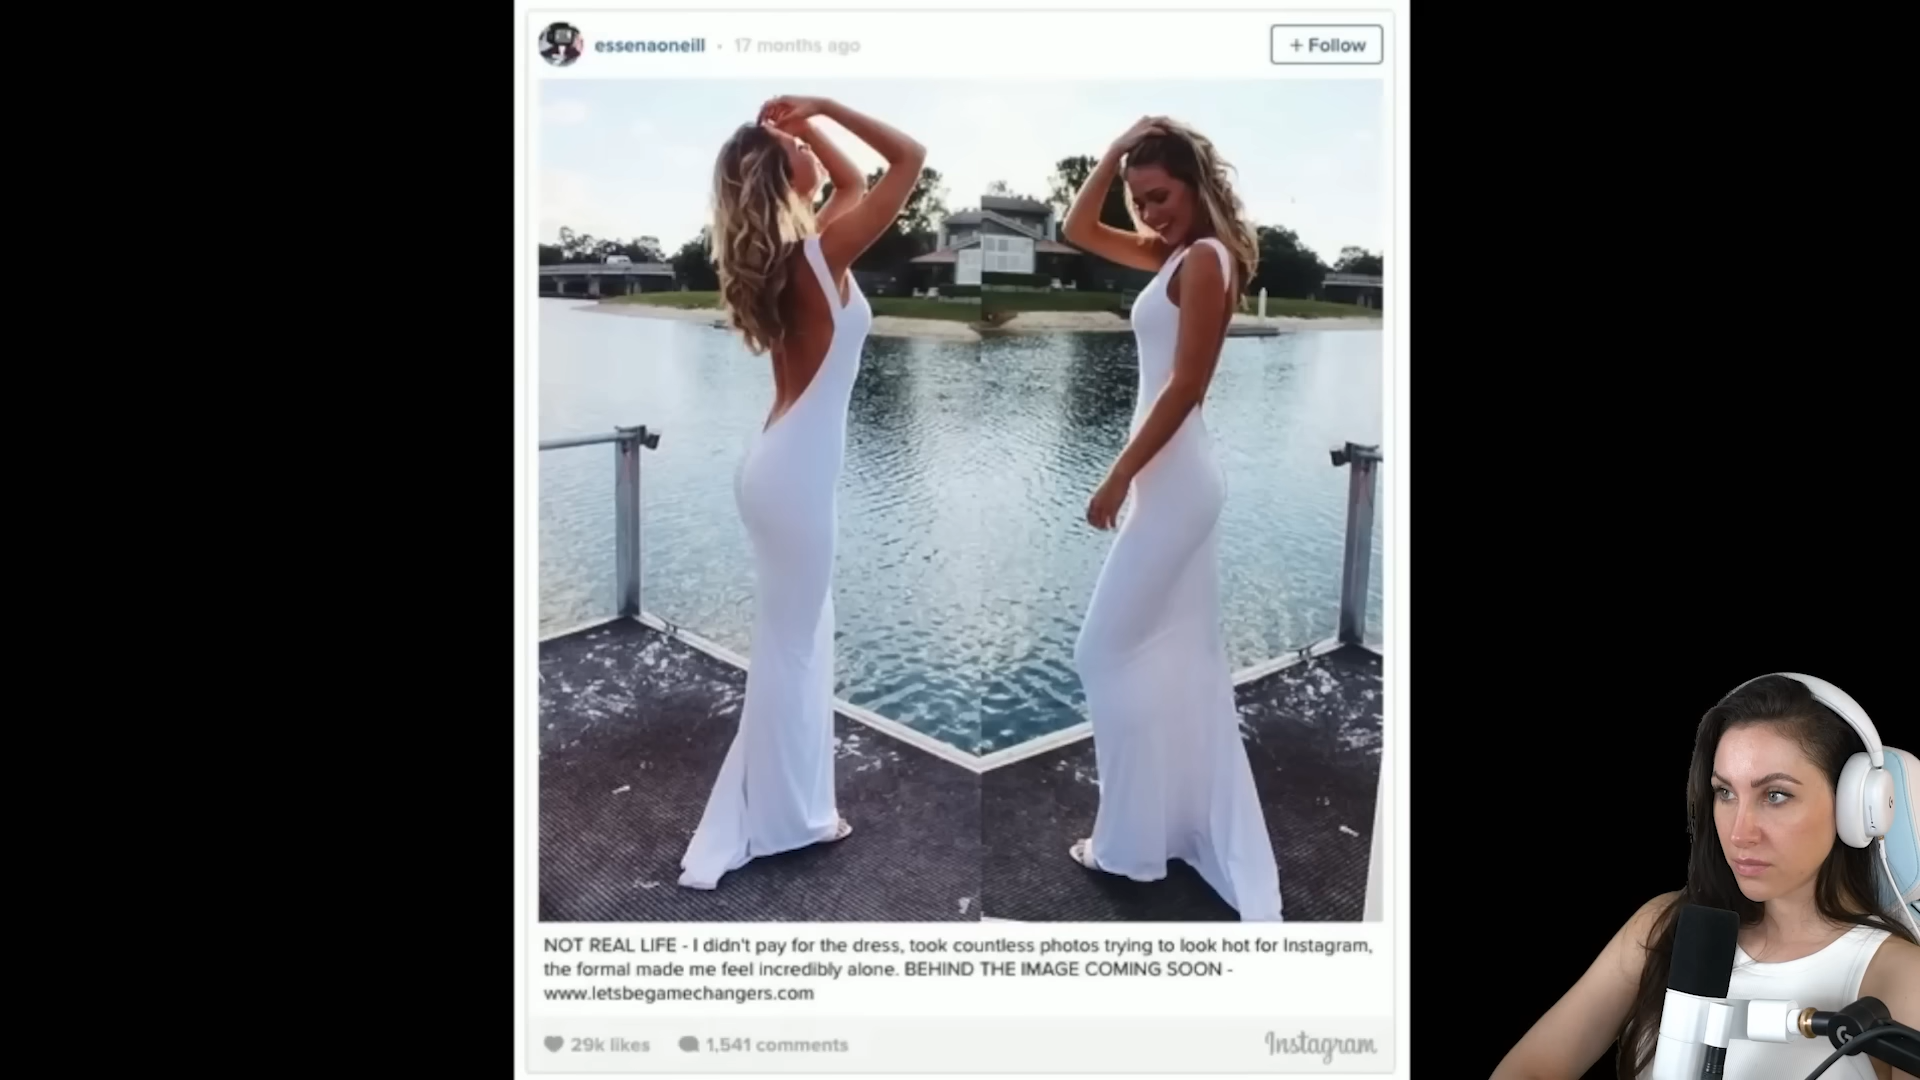 essenaoneill • 17 months ago
+ Follow
NOT REAL LIFE - I didn't pay for the dress, took countless photos trying to look hot for Instagram,
the formal made me feel incredibly alone. BEHIND THE IMAGE COMING SOON -
www.letsbegamechangers.com
29k likes 1,541 comments
Instagram